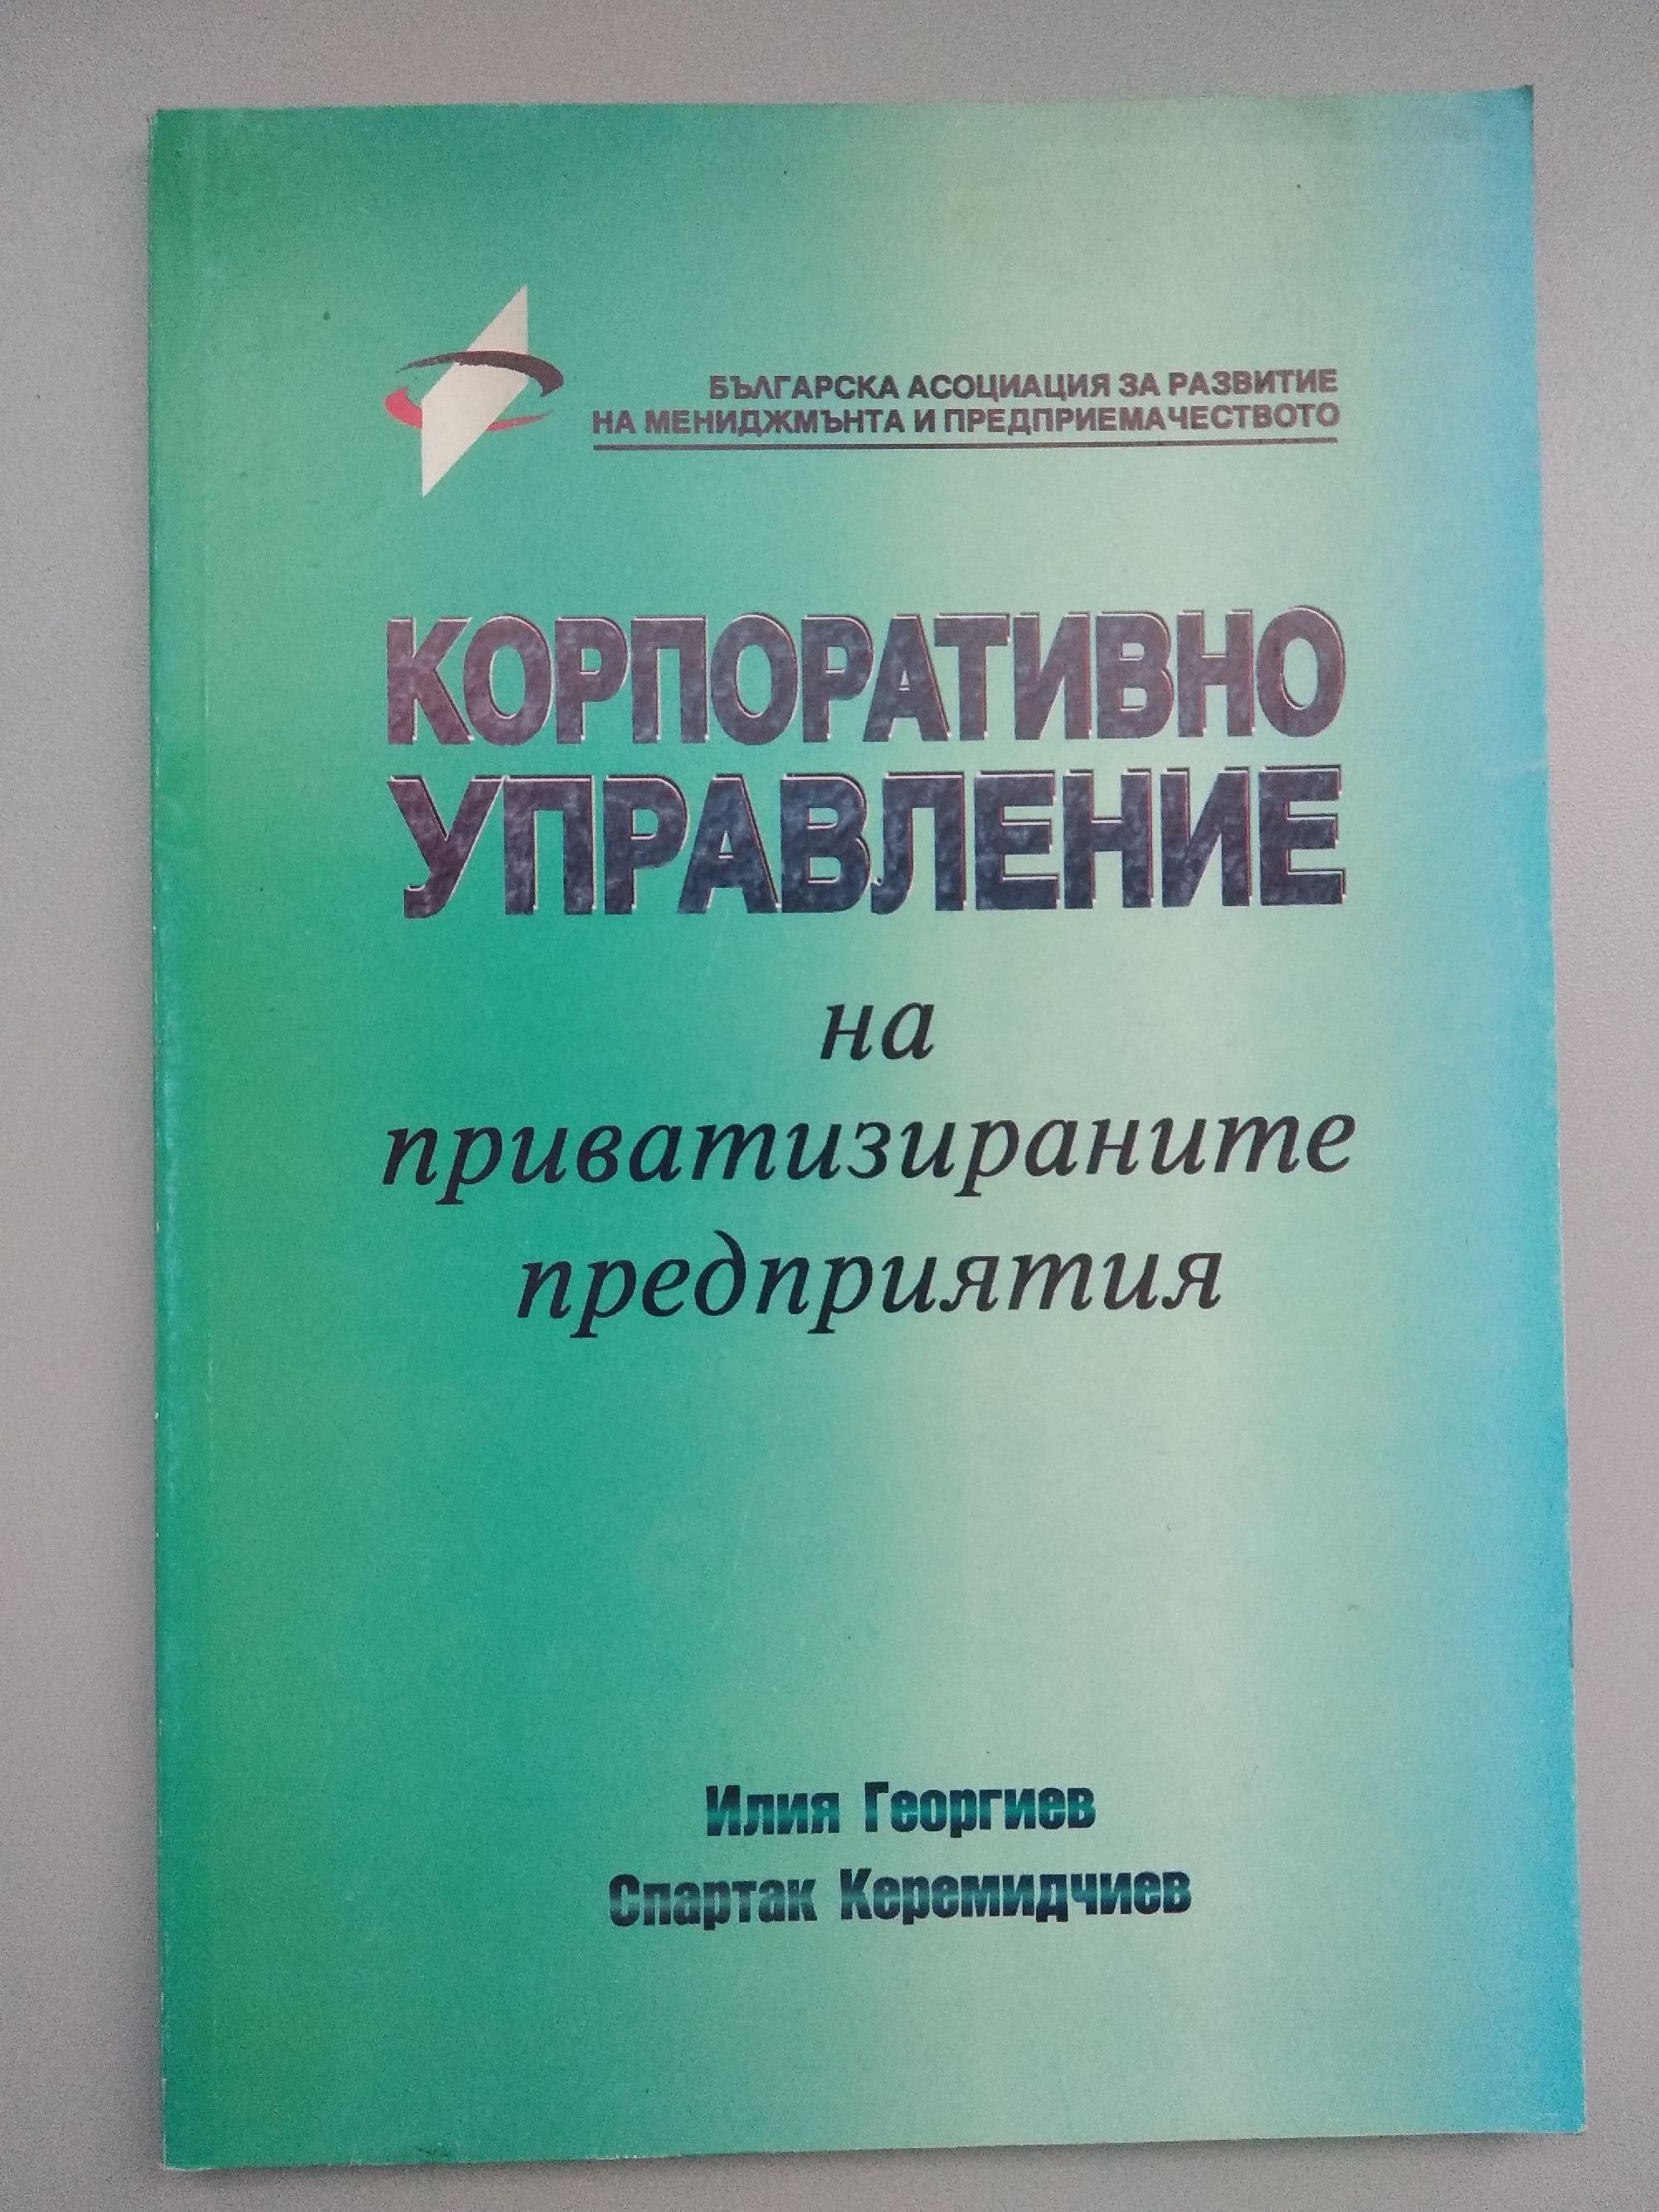 БЪЛГАРСКА АСОЦИАЦИЯ ЗА РАЗВИТИЕ
НА МЕНИДЖМЪНТА И ПРЕДПРИЕМАЧЕСТВОТО
КОРПОРАТИВНО
УПРАВЛЕНИЕ
на
приватизираните
предприятия
Илия Георгиев
Спартак Керемидчиев